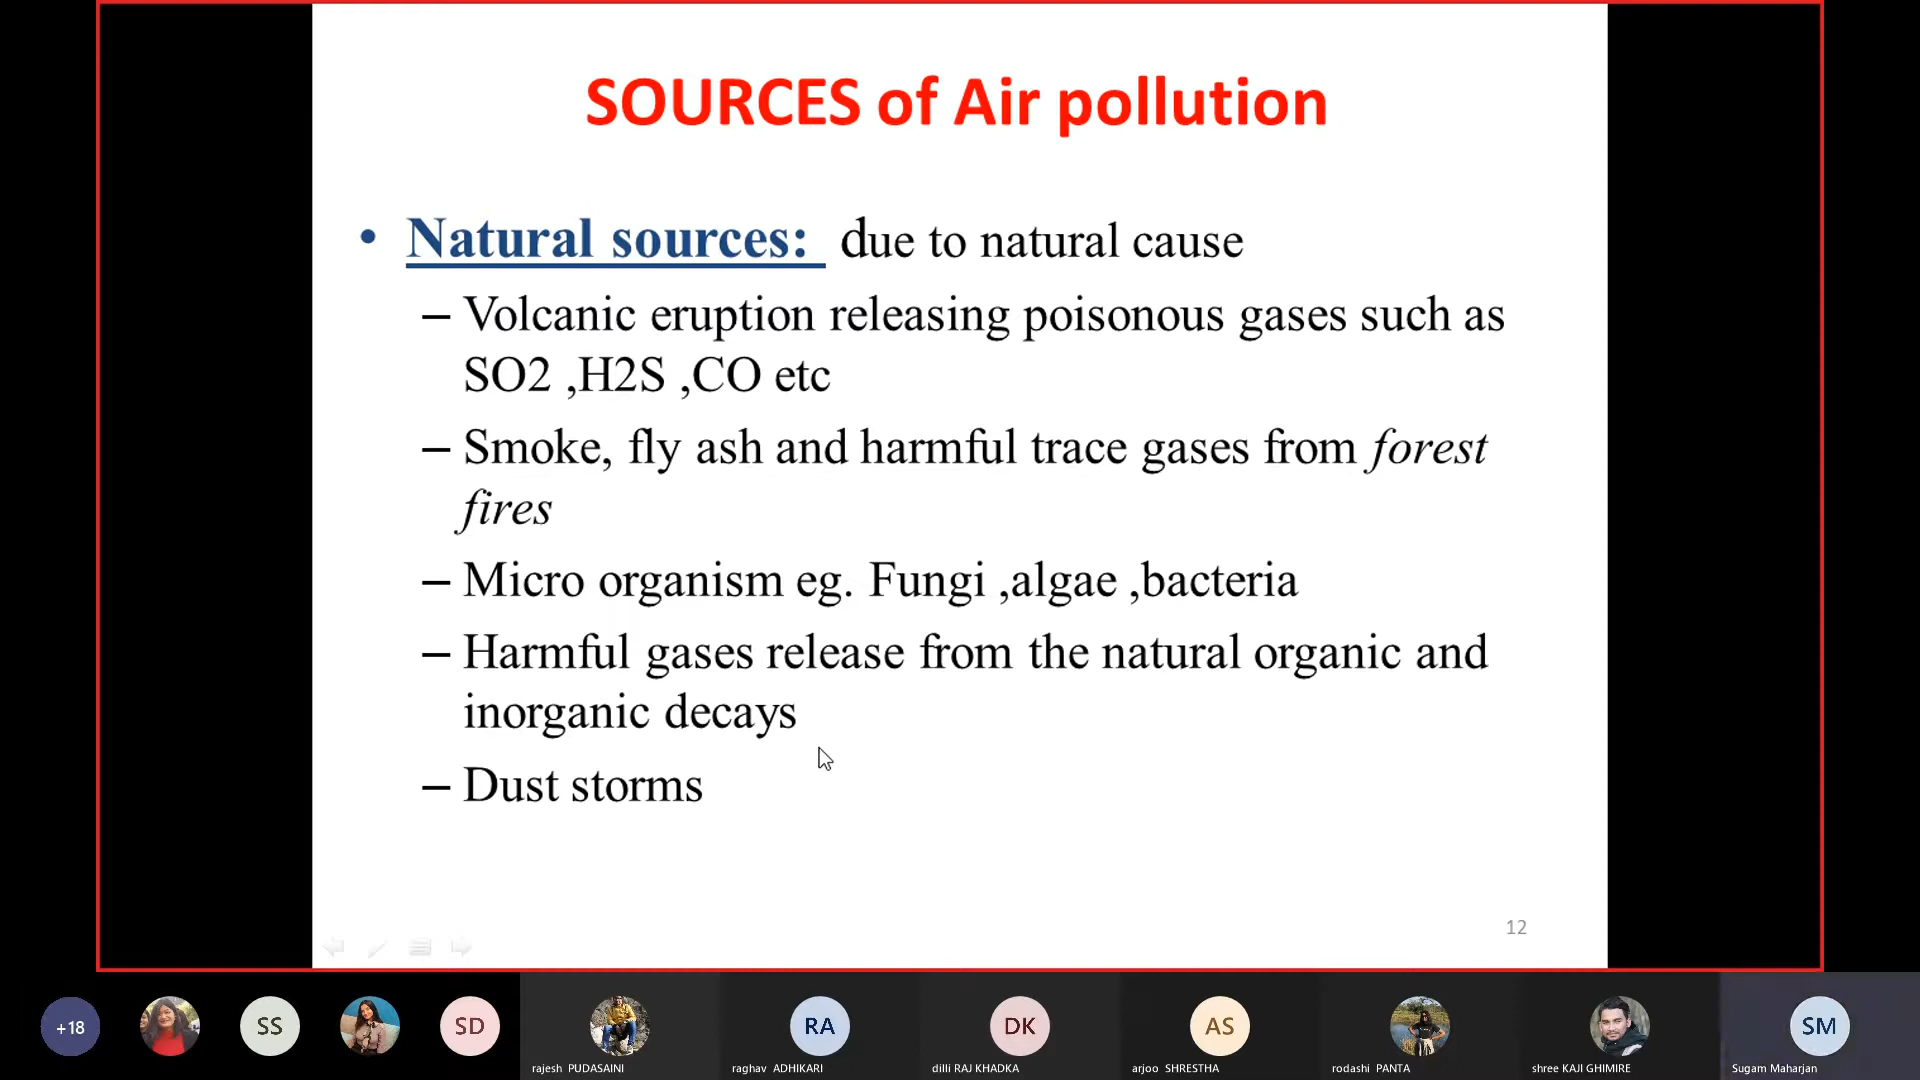 SOURCES of Air pollution
• Natural sources: due to natural cause
– Volcanic eruption releasing poisonous gases such as
SO2 ,H2S ,CO etc
– Smoke, fly ash and harmful trace gases from forest
fires
– Micro organism eg. Fungi ,algae ,bacteria
– Harmful gases release from the natural organic and
inorganic decays
– Dust storms
12
+18
SS
SD
RA
DK
AS
SM
rajesh PUDASAINI
raghav ADHIKARI
dilli RAJ KHADKA
arjoo SHRESTHA
rodashi PANTA
shree KAJI GHIMIRE
Sugam Maharjan